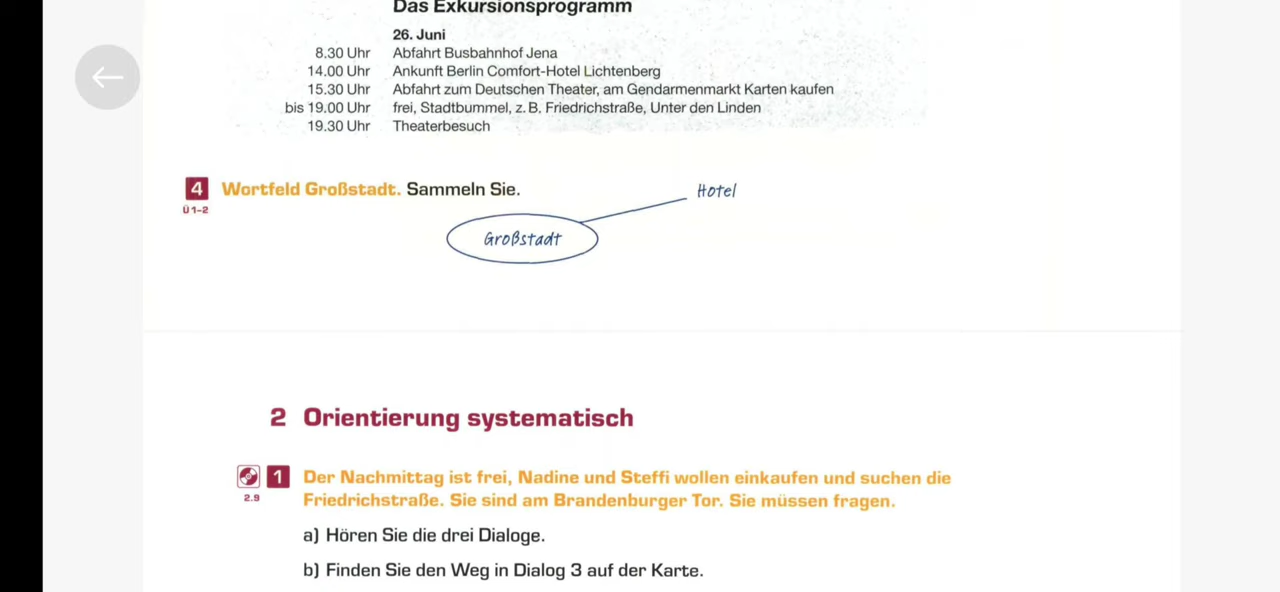 Das Exkursionsprogramm
26. Juni
8.30 Uhr Abfahrt Busbahnhof Jena
14.00 Uhr Ankunft Berlin Comfort-Hotel Lichtenberg
15.30 Uhr Abfahrt zum Deutschen Theater, am Gendarmenmarkt Karten kaufen
bis 19.00 Uhr frei, Stadtbummel, z. B. Friedrichstraße, Unter den Linden
19.30 Uhr Theaterbesuch
4 Wortfeld Großstadt. Sammeln Sie.
Ü 1-2
Hotel
Großstadt
2 Orientierung systematisch
1 Der Nachmittag ist frei, Nadine und Steffi wollen einkaufen und suchen die
2.9
Friedrichstraße. Sie sind am Brandenburger Tor. Sie müssen fragen.
a) Hören Sie die drei Dialoge.
b) Finden Sie den Weg in Dialog 3 auf der Karte.